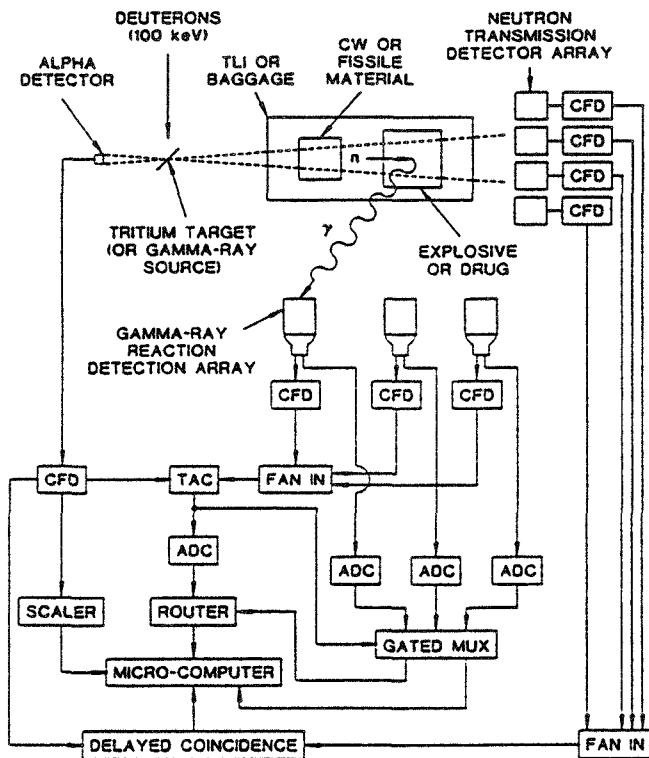 DEUTERONS
(100 keV)
ALPHA
DETECTOR
TLI OR
BAGGAGE
CW OR
FISSILE
MATERIAL
NEUTRON
TRANSMISSION
DETECTOR ARRAY
CFD
CFD
CFD
CFD
n
γ
TRITIUM TARGET
(OR GAMMA-RAY
SOURCE)
EXPLOSIVE
OR DRUG
GAMMA-RAY
REACTION
DETECTION ARRAY
CFD
CFD
CFD
CFD
TAC
FAN IN
ADC
ADC
ADC
ADC
SCALER
ROUTER
GATED MUX
MICRO-COMPUTER
DELAYED COINCIDENCE
FAN IN